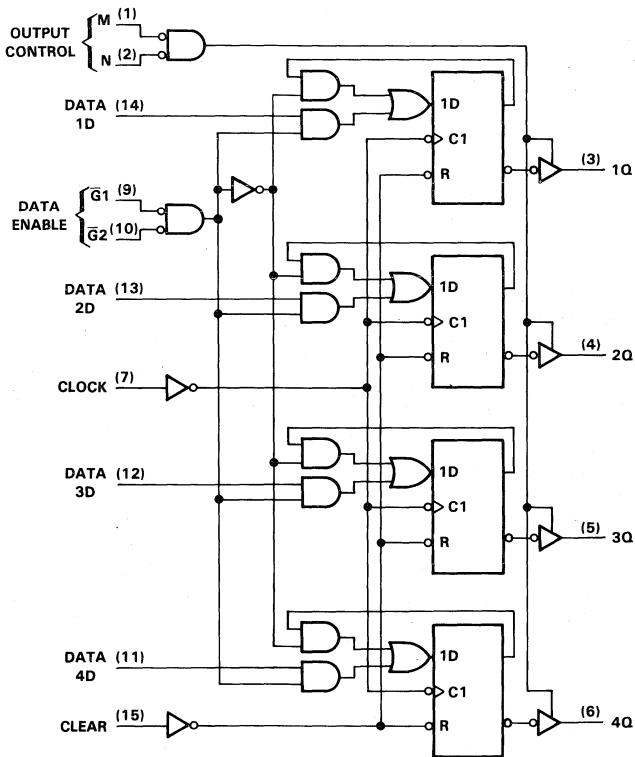 OUTPUT CONTROL { M (1)
N (2)
DATA 1D (14)
1D
C1
R
(3) 1Q
DATA ENABLE { G̅1 (9)
G̅2 (10)
DATA 2D (13)
1D
C1
R
(4) 2Q
CLOCK (7)
DATA 3D (12)
1D
C1
R
(5) 3Q
DATA 4D (11)
1D
C1
R
(6) 4Q
CLEAR (15)